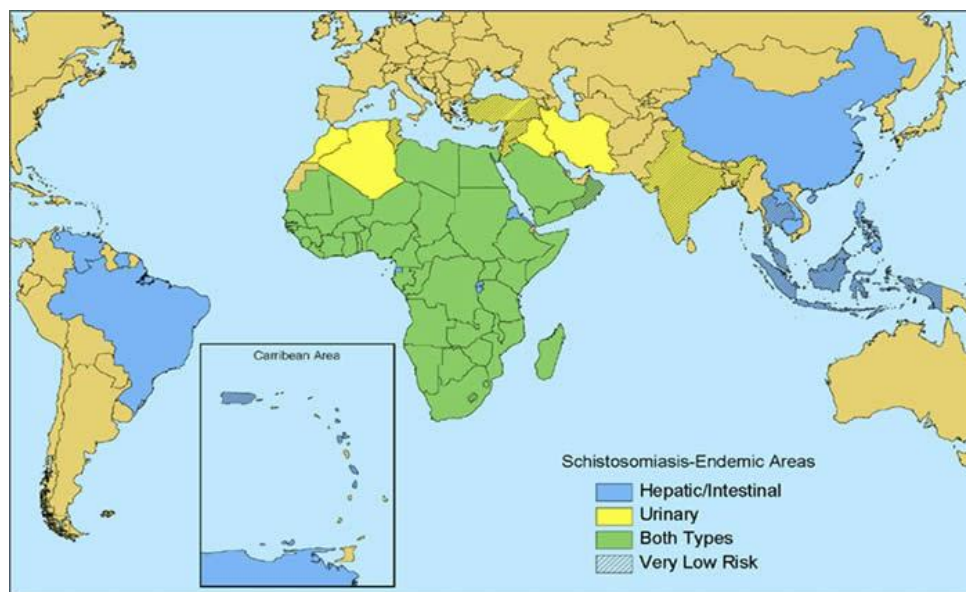 Carribean Area
Schistosomiasis-Endemic Areas
Hepatic/Intestinal
Urinary
Both Types
Very Low Risk